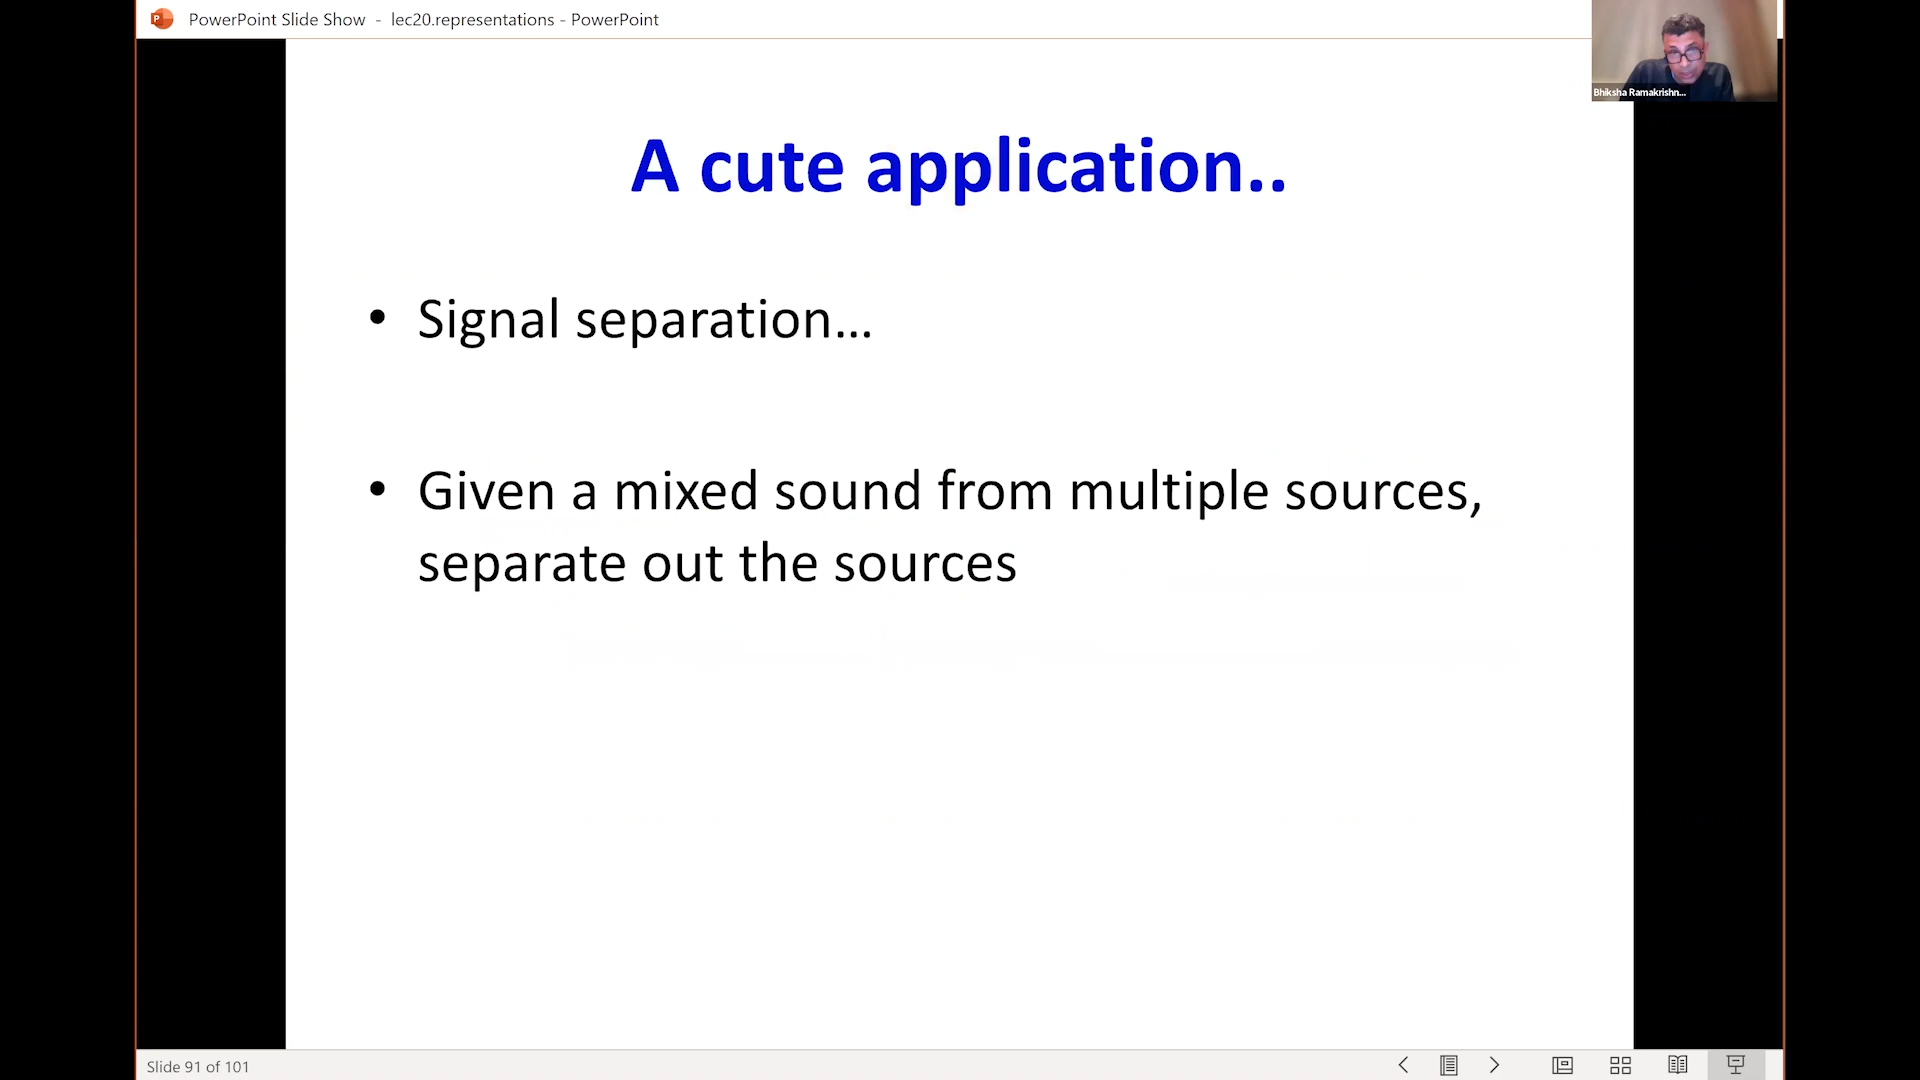 PowerPoint Slide Show - lec20.representations - PowerPoint
Bhiksha Ramakrishn...
A cute application..
• Signal separation...
• Given a mixed sound from multiple sources,
separate out the sources
Slide 91 of 101